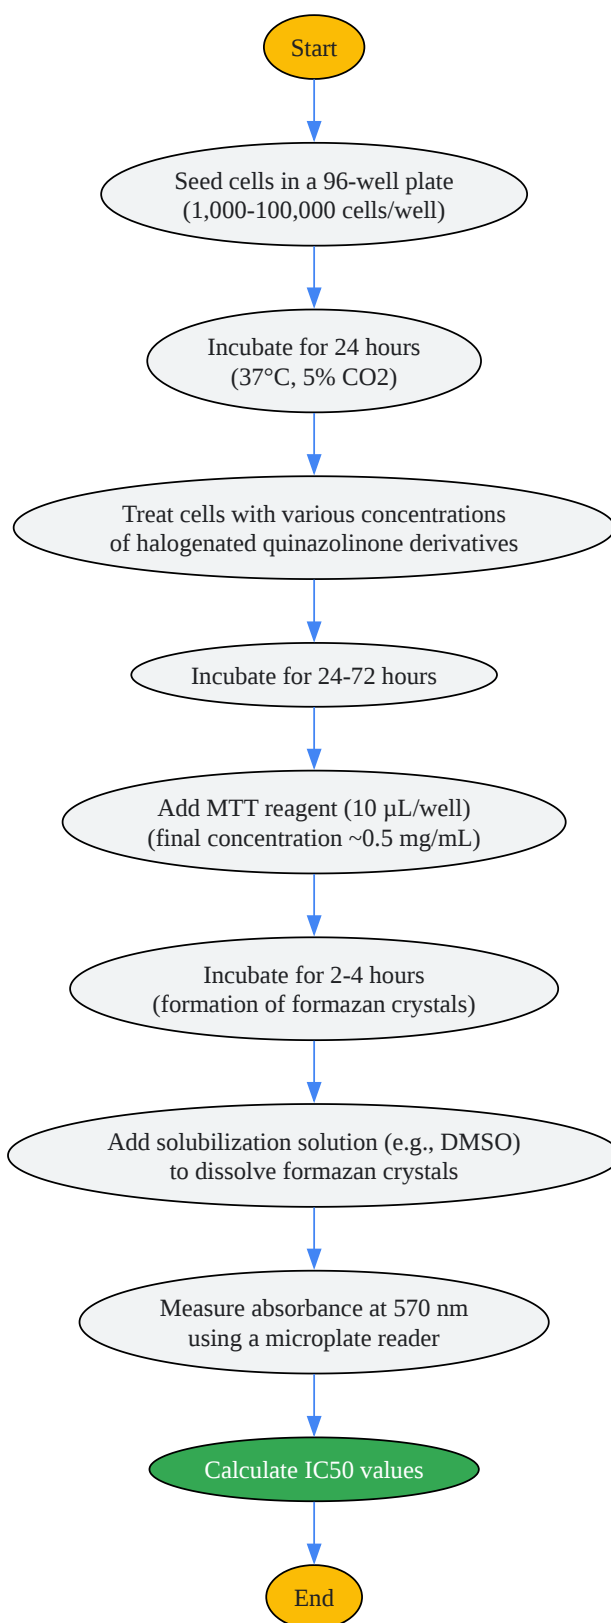 Start
Seed cells in a 96-well plate
(1,000-100,000 cells/well)
Incubate for 24 hours
(37°C, 5% CO2)
Treat cells with various concentrations
of halogenated quinazolinone derivatives
Incubate for 24-72 hours
Add MTT reagent (10 µL/well)
(final concentration ~0.5 mg/mL)
Incubate for 2-4 hours
(formation of formazan crystals)
Add solubilization solution (e.g., DMSO)
to dissolve formazan crystals
Measure absorbance at 570 nm
using a microplate reader
Calculate IC50 values
End